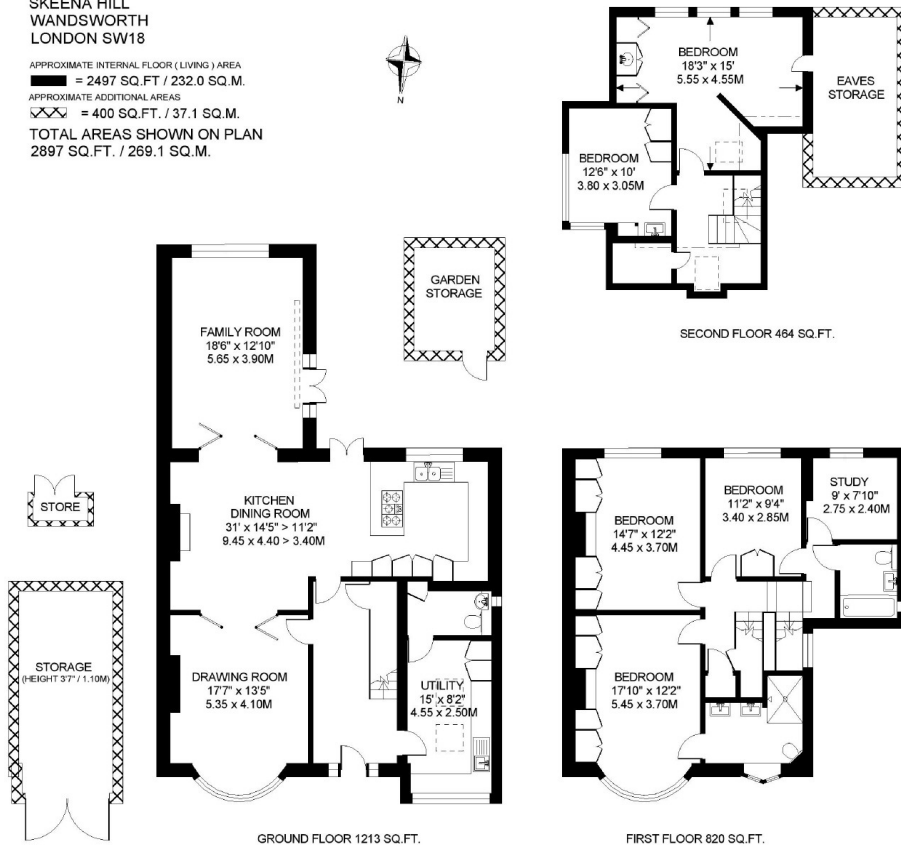 SKEENA HILL
WANDSWORTH
LONDON SW18
APPROXIMATE INTERNAL FLOOR ( LIVING ) AREA
= 2497 SQ.FT / 232.0 SQ.M.
APPROXIMATE ADDITIONAL AREAS
= 400 SQ.FT. / 37.1 SQ.M.
TOTAL AREAS SHOWN ON PLAN
2897 SQ.FT. / 269.1 SQ.M.
N
BEDROOM
18'3" x 15'
5.55 x 4.55M
EAVES
STORAGE
BEDROOM
12'6" x 10'
3.80 x 3.05M
SECOND FLOOR 464 SQ.FT.
GARDEN
STORAGE
FAMILY ROOM
18'6" x 12'10"
5.65 x 3.90M
STORE
KITCHEN
DINING ROOM
31' x 14'5" > 11'2"
9.45 x 4.40 > 3.40M
STORAGE
(HEIGHT 3'7" / 1.10M)
DRAWING ROOM
17'7" x 13'5"
5.35 x 4.10M
UTILITY
15' x 8'2"
4.55 x 2.50M
GROUND FLOOR 1213 SQ.FT.
BEDROOM
14'7" x 12'2"
4.45 x 3.70M
BEDROOM
11'2" x 9'4"
3.40 x 2.85M
STUDY
9' x 7'10"
2.75 x 2.40M
BEDROOM
17'10" x 12'2"
5.45 x 3.70M
FIRST FLOOR 820 SQ.FT.